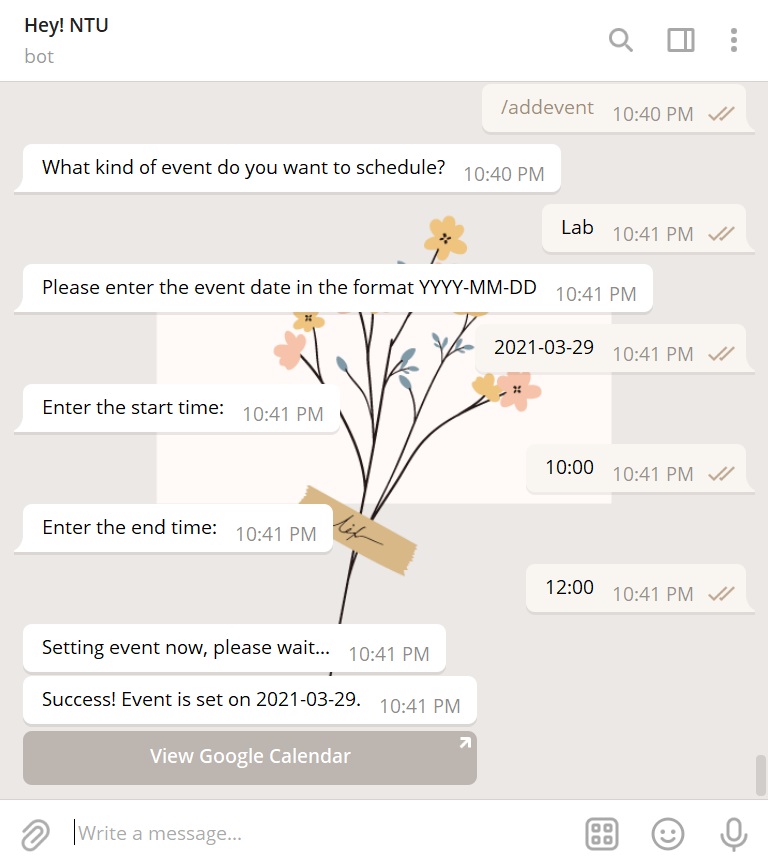 Hey! NTU
bot
/addevent 10:40 PM
What kind of event do you want to schedule? 10:40 PM
Lab 10:41 PM
Please enter the event date in the format YYYY-MM-DD 10:41 PM
2021-03-29 10:41 PM
Enter the start time: 10:41 PM
10:00 10:41 PM
Enter the end time: 10:41 PM
12:00 10:41 PM
Setting event now, please wait... 10:41 PM
Success! Event is set on 2021-03-29. 10:41 PM
View Google Calendar
Write a message...